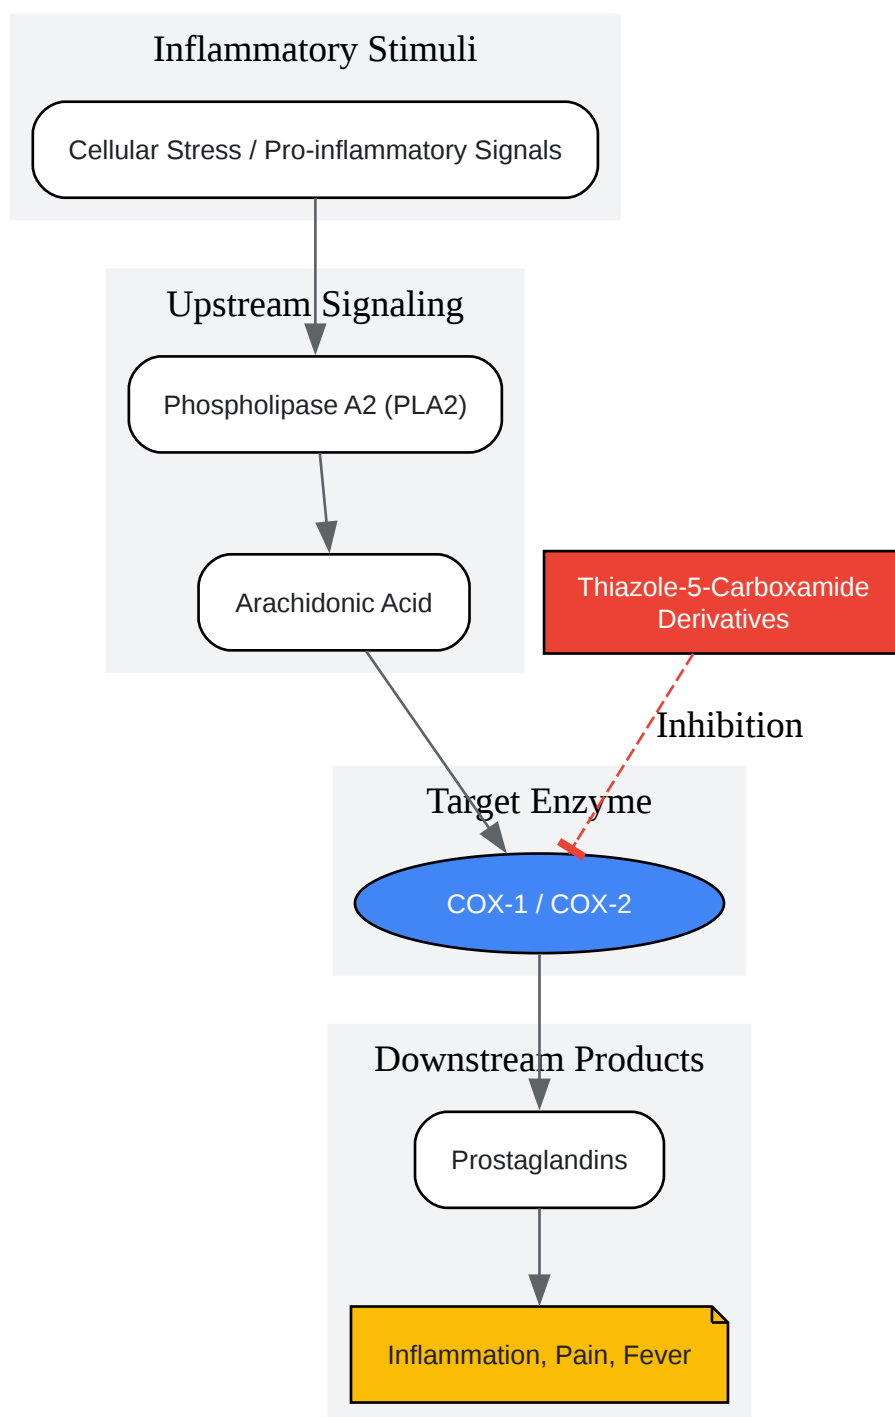 Inflammatory Stimuli
Cellular Stress / Pro-inflammatory Signals
Upstream Signaling
Phospholipase A2 (PLA2)
Arachidonic Acid
Thiazole-5-Carboxamide
Derivatives
Inhibition
Target Enzyme
COX-1 / COX-2
Downstream Products
Prostaglandins
Inflammation, Pain, Fever